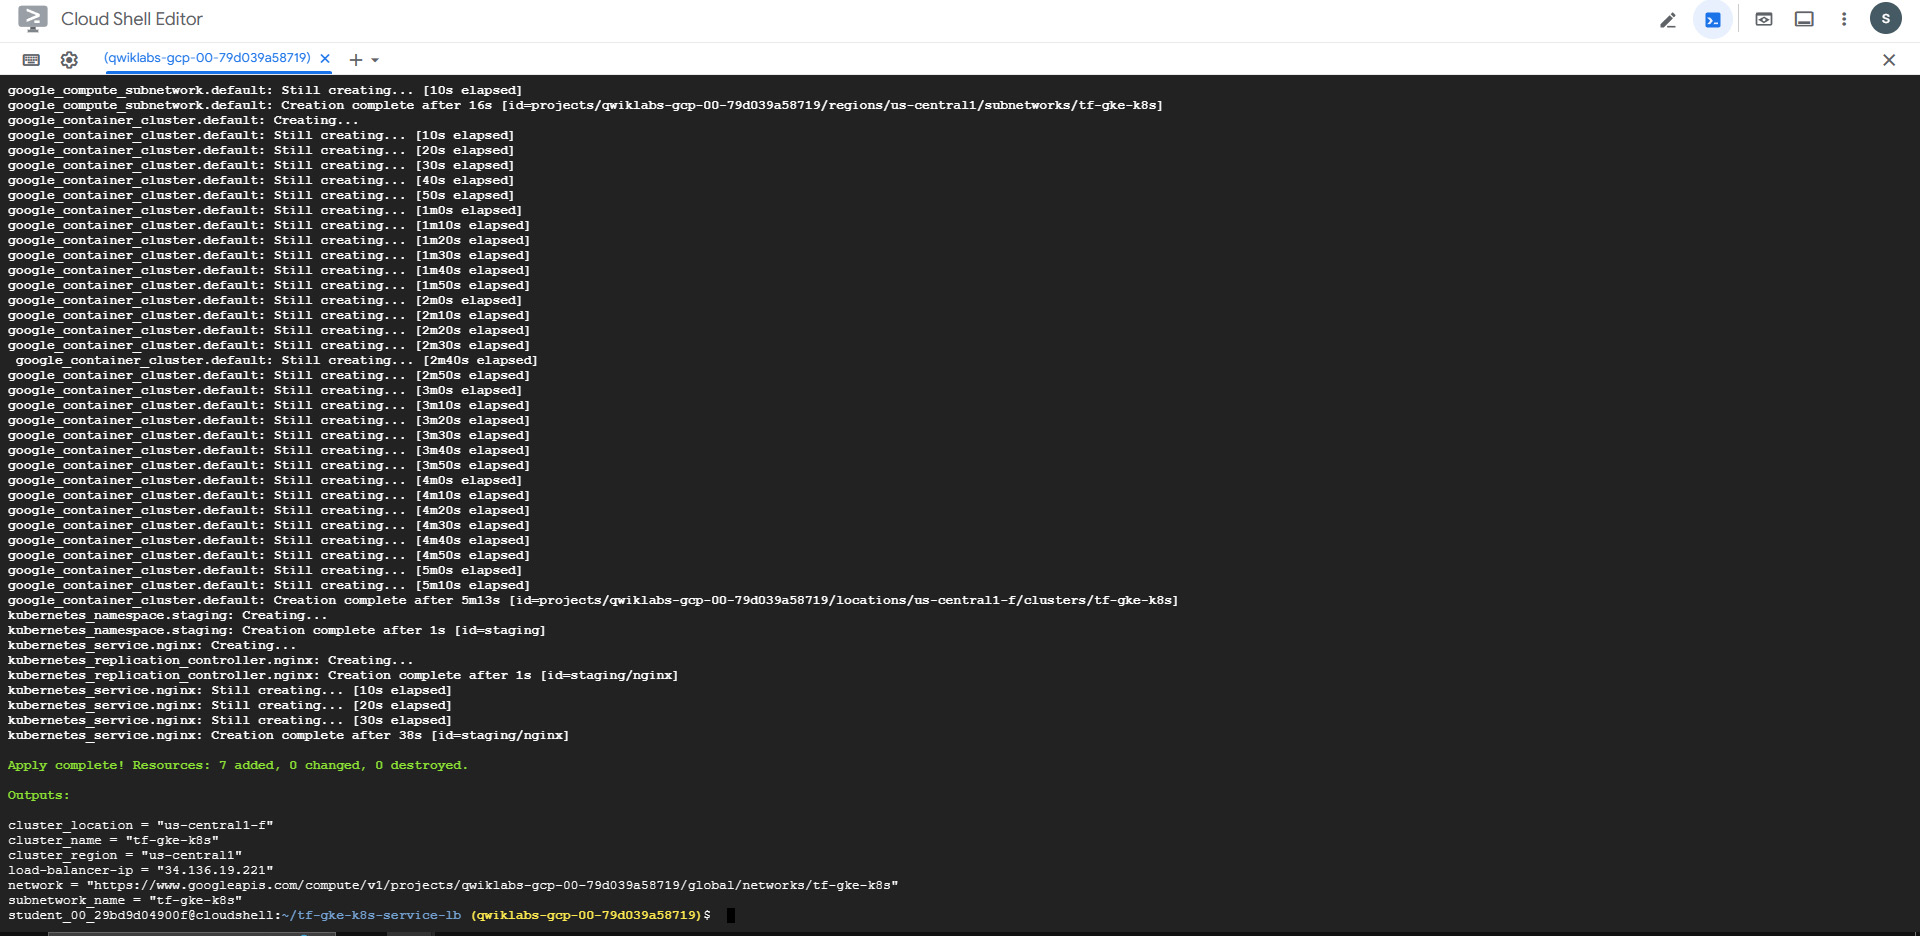 Cloud Shell Editor
S
(qwiklabs-gcp-00-79d039a58719)
google_compute_subnetwork.default: Still creating... [10s elapsed]
google_compute_subnetwork.default: Creation complete after 16s [id=projects/qwiklabs-gcp-00-79d039a58719/regions/us-central1/subnetworks/tf-gke-k8s]
google_container_cluster.default: Creating...
google_container_cluster.default: Still creating... [10s elapsed]
google_container_cluster.default: Still creating... [20s elapsed]
google_container_cluster.default: Still creating... [30s elapsed]
google_container_cluster.default: Still creating... [40s elapsed]
google_container_cluster.default: Still creating... [50s elapsed]
google_container_cluster.default: Still creating... [1m0s elapsed]
google_container_cluster.default: Still creating... [1m10s elapsed]
google_container_cluster.default: Still creating... [1m20s elapsed]
google_container_cluster.default: Still creating... [1m30s elapsed]
google_container_cluster.default: Still creating... [1m40s elapsed]
google_container_cluster.default: Still creating... [1m50s elapsed]
google_container_cluster.default: Still creating... [2m0s elapsed]
google_container_cluster.default: Still creating... [2m10s elapsed]
google_container_cluster.default: Still creating... [2m20s elapsed]
google_container_cluster.default: Still creating... [2m30s elapsed]
google_container_cluster.default: Still creating... [2m40s elapsed]
google_container_cluster.default: Still creating... [2m50s elapsed]
google_container_cluster.default: Still creating... [3m0s elapsed]
google_container_cluster.default: Still creating... [3m10s elapsed]
google_container_cluster.default: Still creating... [3m20s elapsed]
google_container_cluster.default: Still creating... [3m30s elapsed]
google_container_cluster.default: Still creating... [3m40s elapsed]
google_container_cluster.default: Still creating... [3m50s elapsed]
google_container_cluster.default: Still creating... [4m0s elapsed]
google_container_cluster.default: Still creating... [4m10s elapsed]
google_container_cluster.default: Still creating... [4m20s elapsed]
google_container_cluster.default: Still creating... [4m30s elapsed]
google_container_cluster.default: Still creating... [4m40s elapsed]
google_container_cluster.default: Still creating... [4m50s elapsed]
google_container_cluster.default: Still creating... [5m0s elapsed]
google_container_cluster.default: Still creating... [5m10s elapsed]
google_container_cluster.default: Creation complete after 5m13s [id=projects/qwiklabs-gcp-00-79d039a58719/locations/us-central1-f/clusters/tf-gke-k8s]
kubernetes_namespace.staging: Creating...
kubernetes_namespace.staging: Creation complete after 1s [id=staging]
kubernetes_service.nginx: Creating...
kubernetes_replication_controller.nginx: Creating...
kubernetes_replication_controller.nginx: Creation complete after 1s [id=staging/nginx]
kubernetes_service.nginx: Still creating... [10s elapsed]
kubernetes_service.nginx: Still creating... [20s elapsed]
kubernetes_service.nginx: Still creating... [30s elapsed]
kubernetes_service.nginx: Creation complete after 38s [id=staging/nginx]
Apply complete! Resources: 7 added, 0 changed, 0 destroyed.
Outputs:
cluster_location = "us-central1-f"
cluster_name = "tf-gke-k8s"
cluster_region = "us-central1"
load-balancer-ip = "34.136.19.221"
network = "https://www.googleapis.com/compute/v1/projects/qwiklabs-gcp-00-79d039a58719/global/networks/tf-gke-k8s"
subnetwork_name = "tf-gke-k8s"
student_00_29bd9d04900f@cloudshell:~/tf-gke-k8s-service-lb (qwiklabs-gcp-00-79d039a58719)$